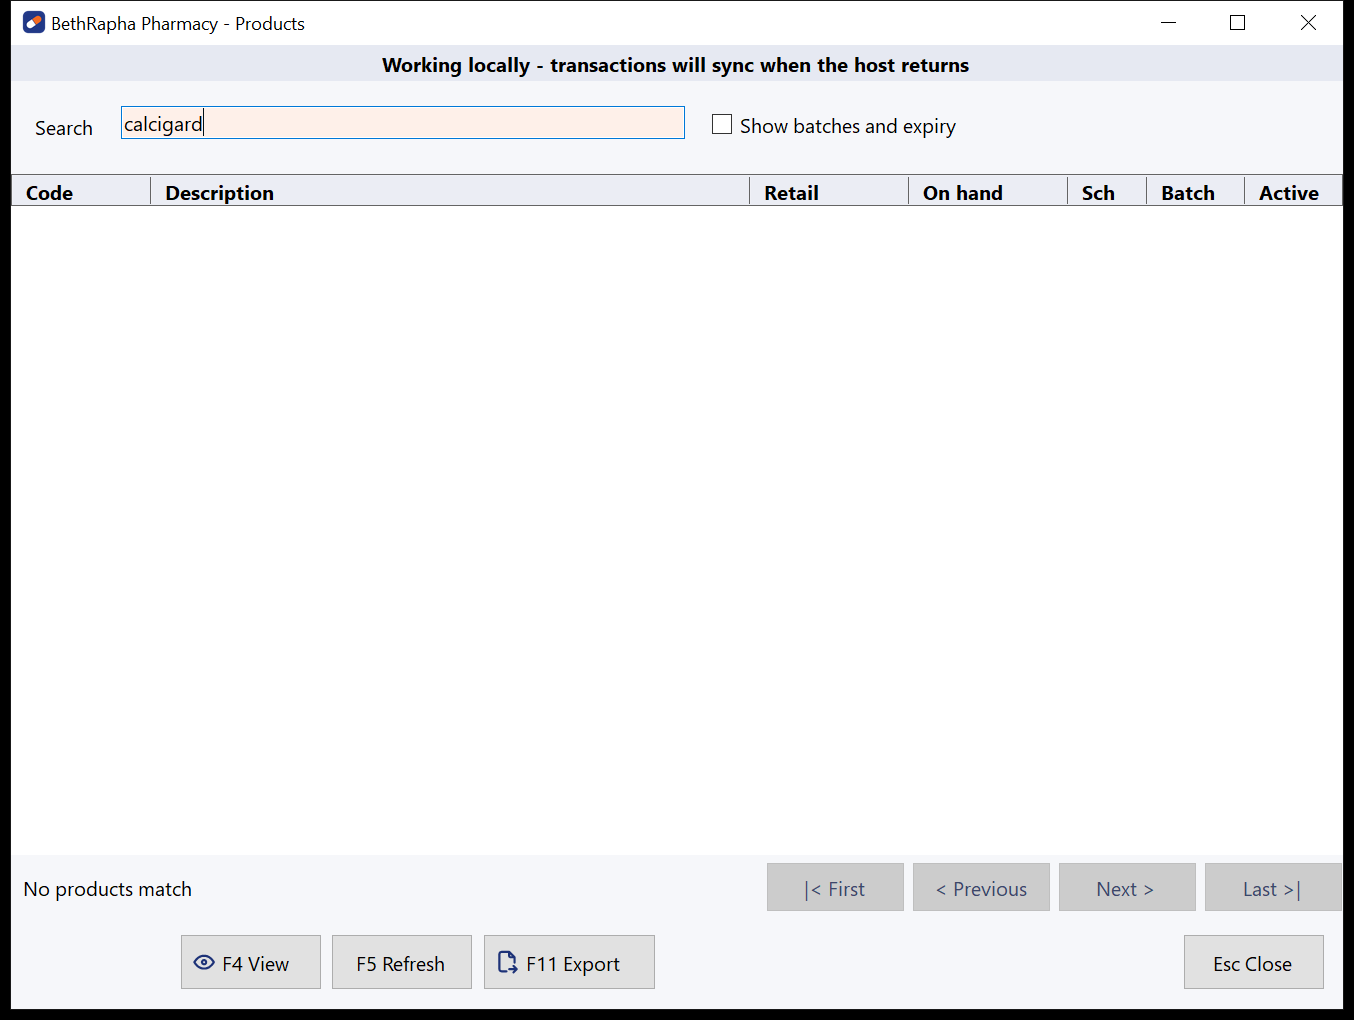 BethRapha Pharmacy - Products
Working locally - transactions will sync when the host returns
Search calcigard Show batches and expiry
Code Description Retail On hand Sch Batch Active
No products match |< First < Previous Next > Last >|
F4 View F5 Refresh F11 Export Esc Close